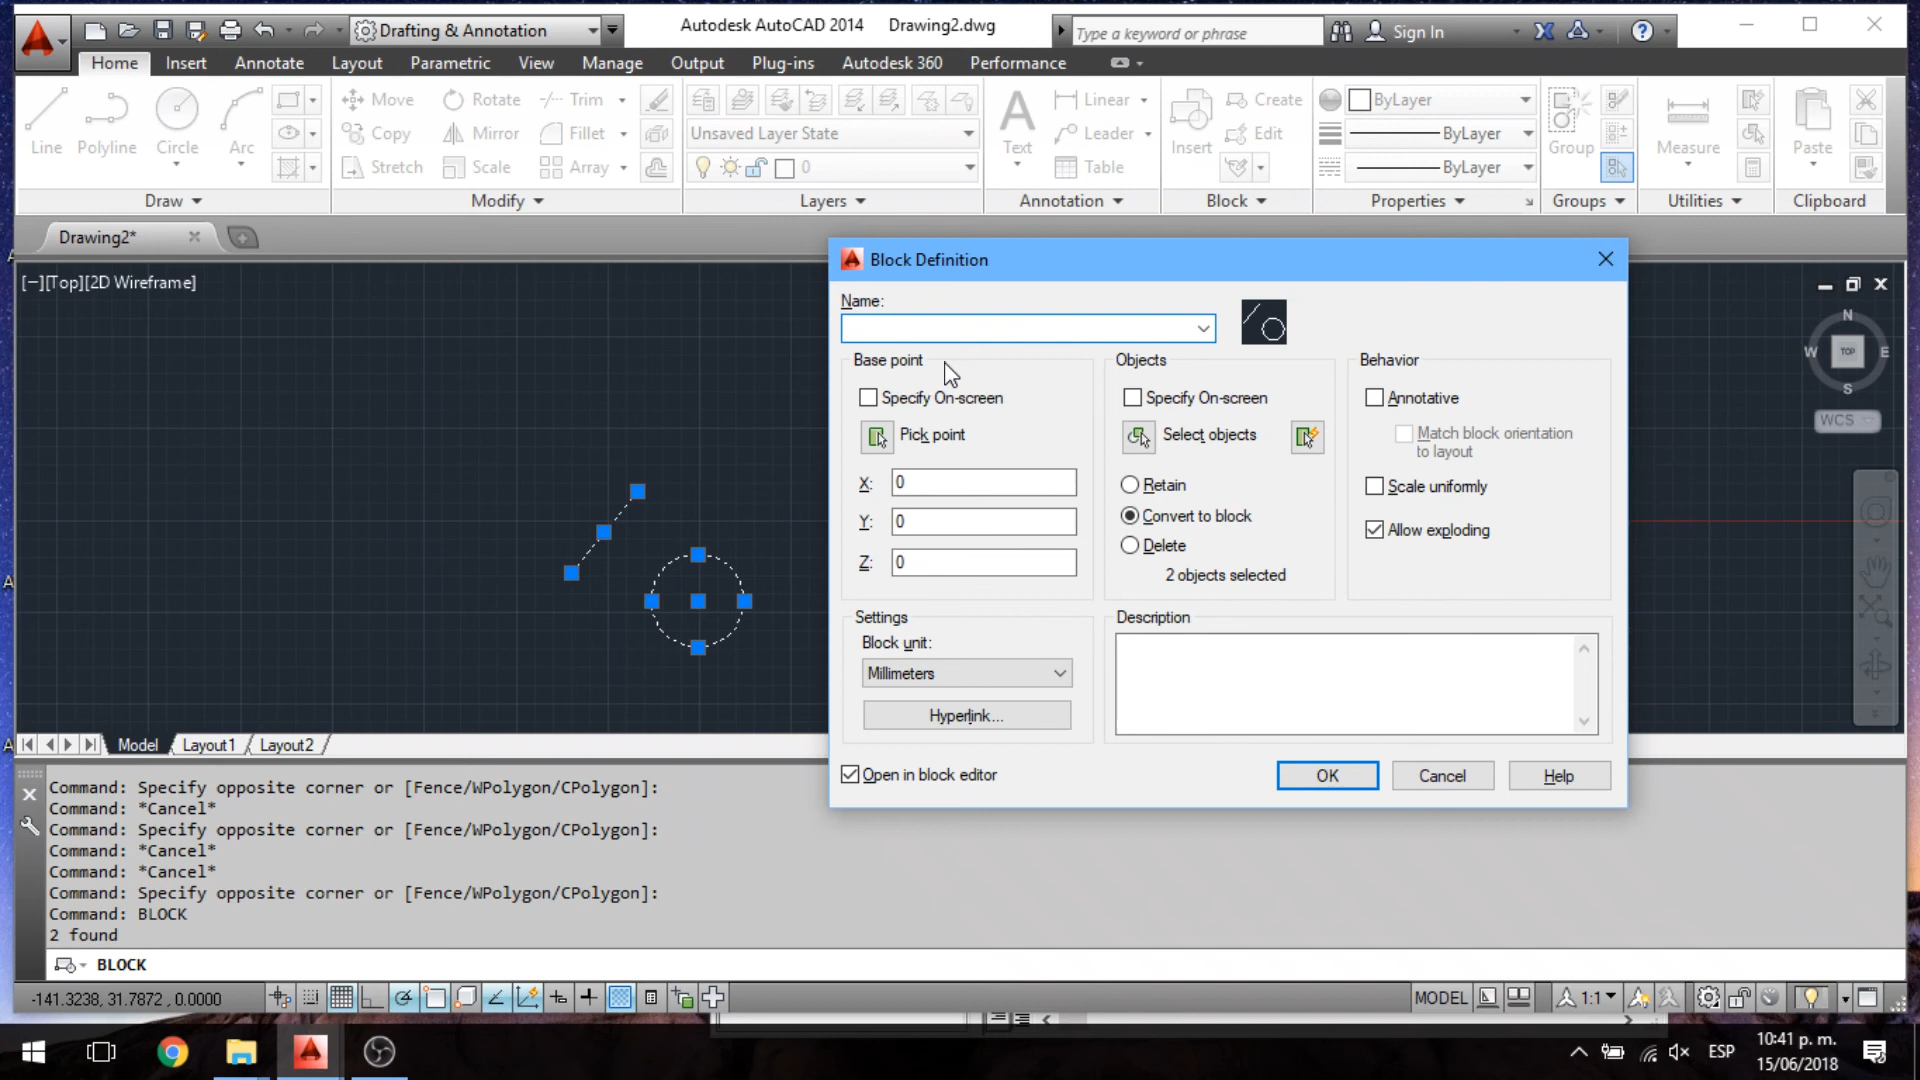 Drafting & Annotation
Autodesk AutoCAD 2014 Drawing2.dwg
Type a keyword or phrase
Sign In
Home Insert Annotate Layout Parametric View Manage Output Plug-ins Autodesk 360 Performance
Line Polyline Circle Arc
Move Rotate Trim
Copy Mirror Fillet
Stretch Scale Array
Unsaved Layer State
0
Text
Linear
Leader
Table
Insert
Create
Edit
ByLayer
ByLayer
ByLayer
Group
Measure
Paste
Draw Modify Layers Annotation Block Properties Groups Utilities Clipboard
Drawing2*
[−][Top][2D Wireframe]
N
W TOP E
S
WCS
Block Definition
Name:
Base point
Specify On-screen
Pick point
X: 0
Y: 0
Z: 0
Objects
Specify On-screen
Select objects
Retain
Convert to block
Delete
2 objects selected
Behavior
Annotative
Match block orientation
to layout
Scale uniformly
Allow exploding
Settings
Block unit:
Millimeters
Hyperlink...
Description
Open in block editor
OK Cancel Help
Model Layout1 Layout2
Command: Specify opposite corner or [Fence/WPolygon/CPolygon]:
Command: *Cancel*
Command: Specify opposite corner or [Fence/WPolygon/CPolygon]:
Command: *Cancel*
Command: *Cancel*
Command: Specify opposite corner or [Fence/WPolygon/CPolygon]:
Command: BLOCK
2 found
BLOCK
-141.3238, 31.7872 , 0.0000
MODEL
1:1
ESP
10:41 p. m.
15/06/2018